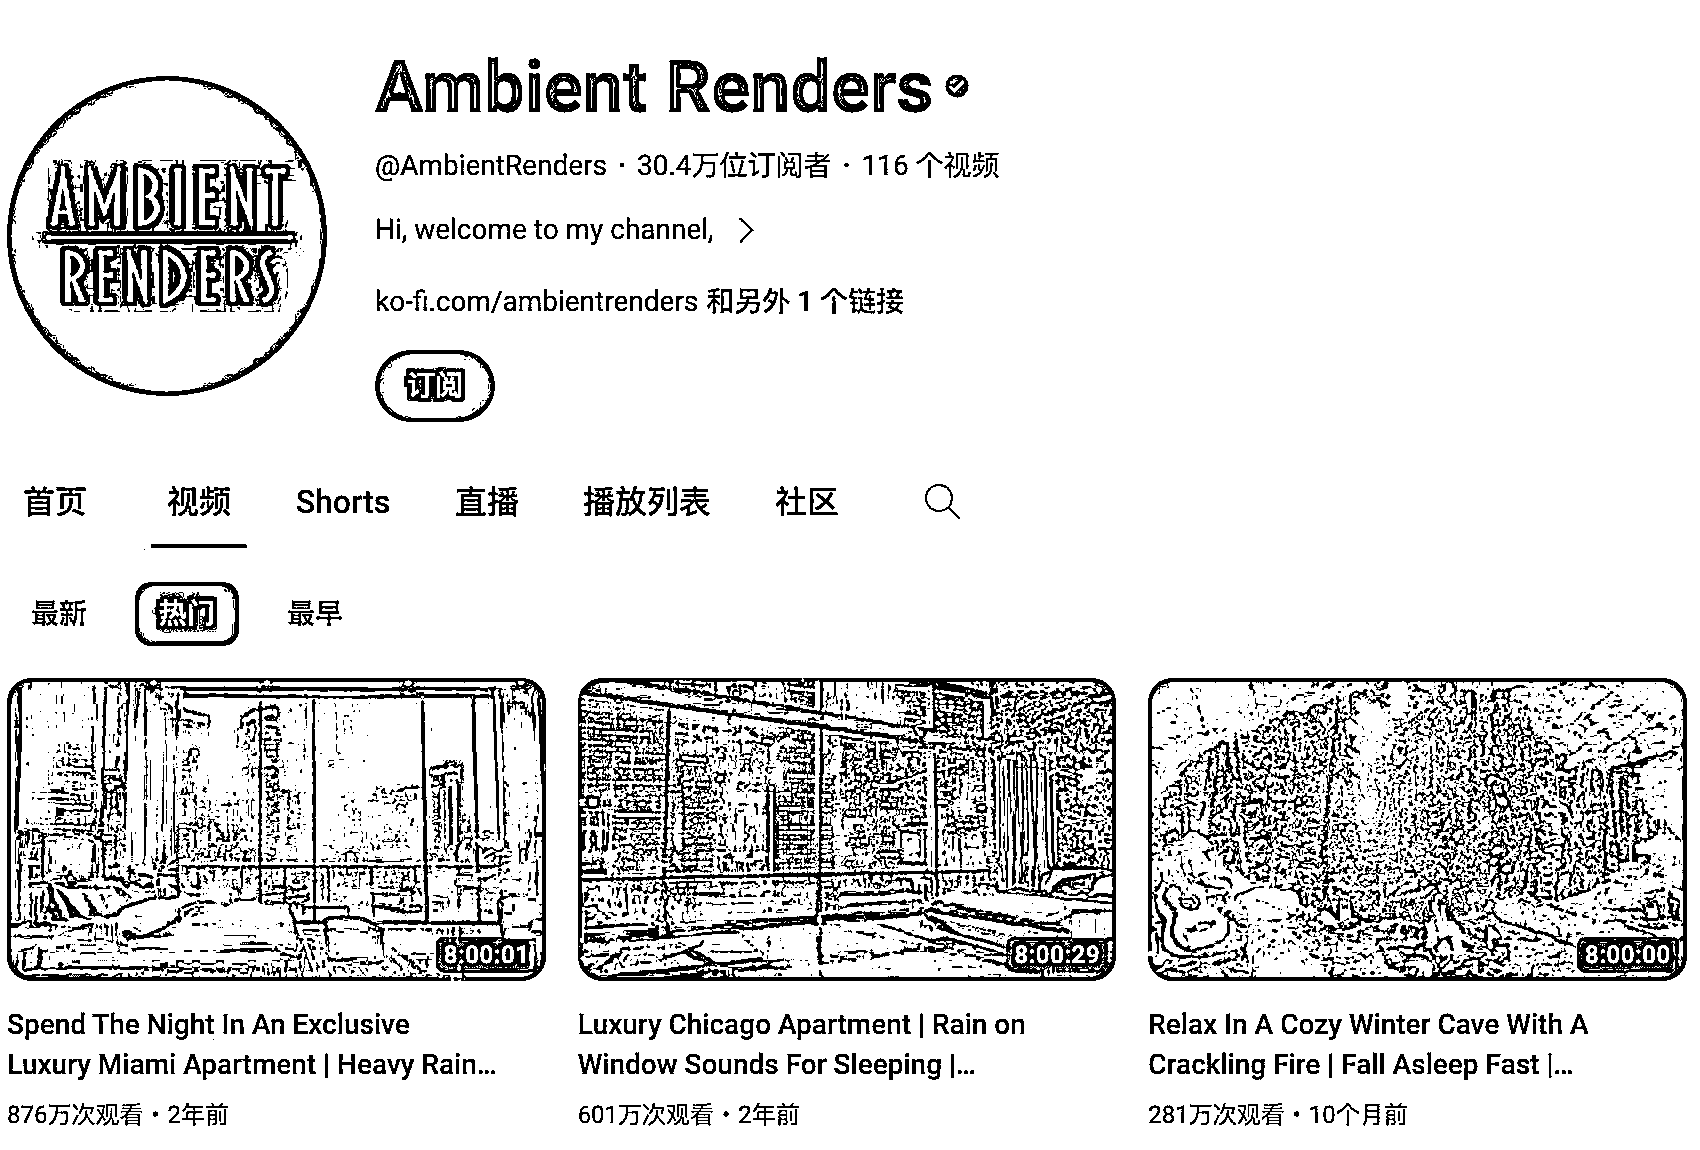 AMBIENT
RENDERS
Ambient Renders
@AmbientRenders · 30.4万位订阅者 · 116 个视频
Hi, welcome to my channel,
ko-fi.com/ambientrenders 和另外 1 个链接
订阅
首页 视频 Shorts 直播 播放列表 社区
最新 热门 最早
8:00:01
8:00:29
8:00:00
Spend The Night In An Exclusive
Luxury Miami Apartment | Heavy Rain...
876万次观看 • 2年前
Luxury Chicago Apartment | Rain on
Window Sounds For Sleeping |...
601万次观看 • 2年前
Relax In A Cozy Winter Cave With A
Crackling Fire | Fall Asleep Fast |...
281万次观看 • 10个月前